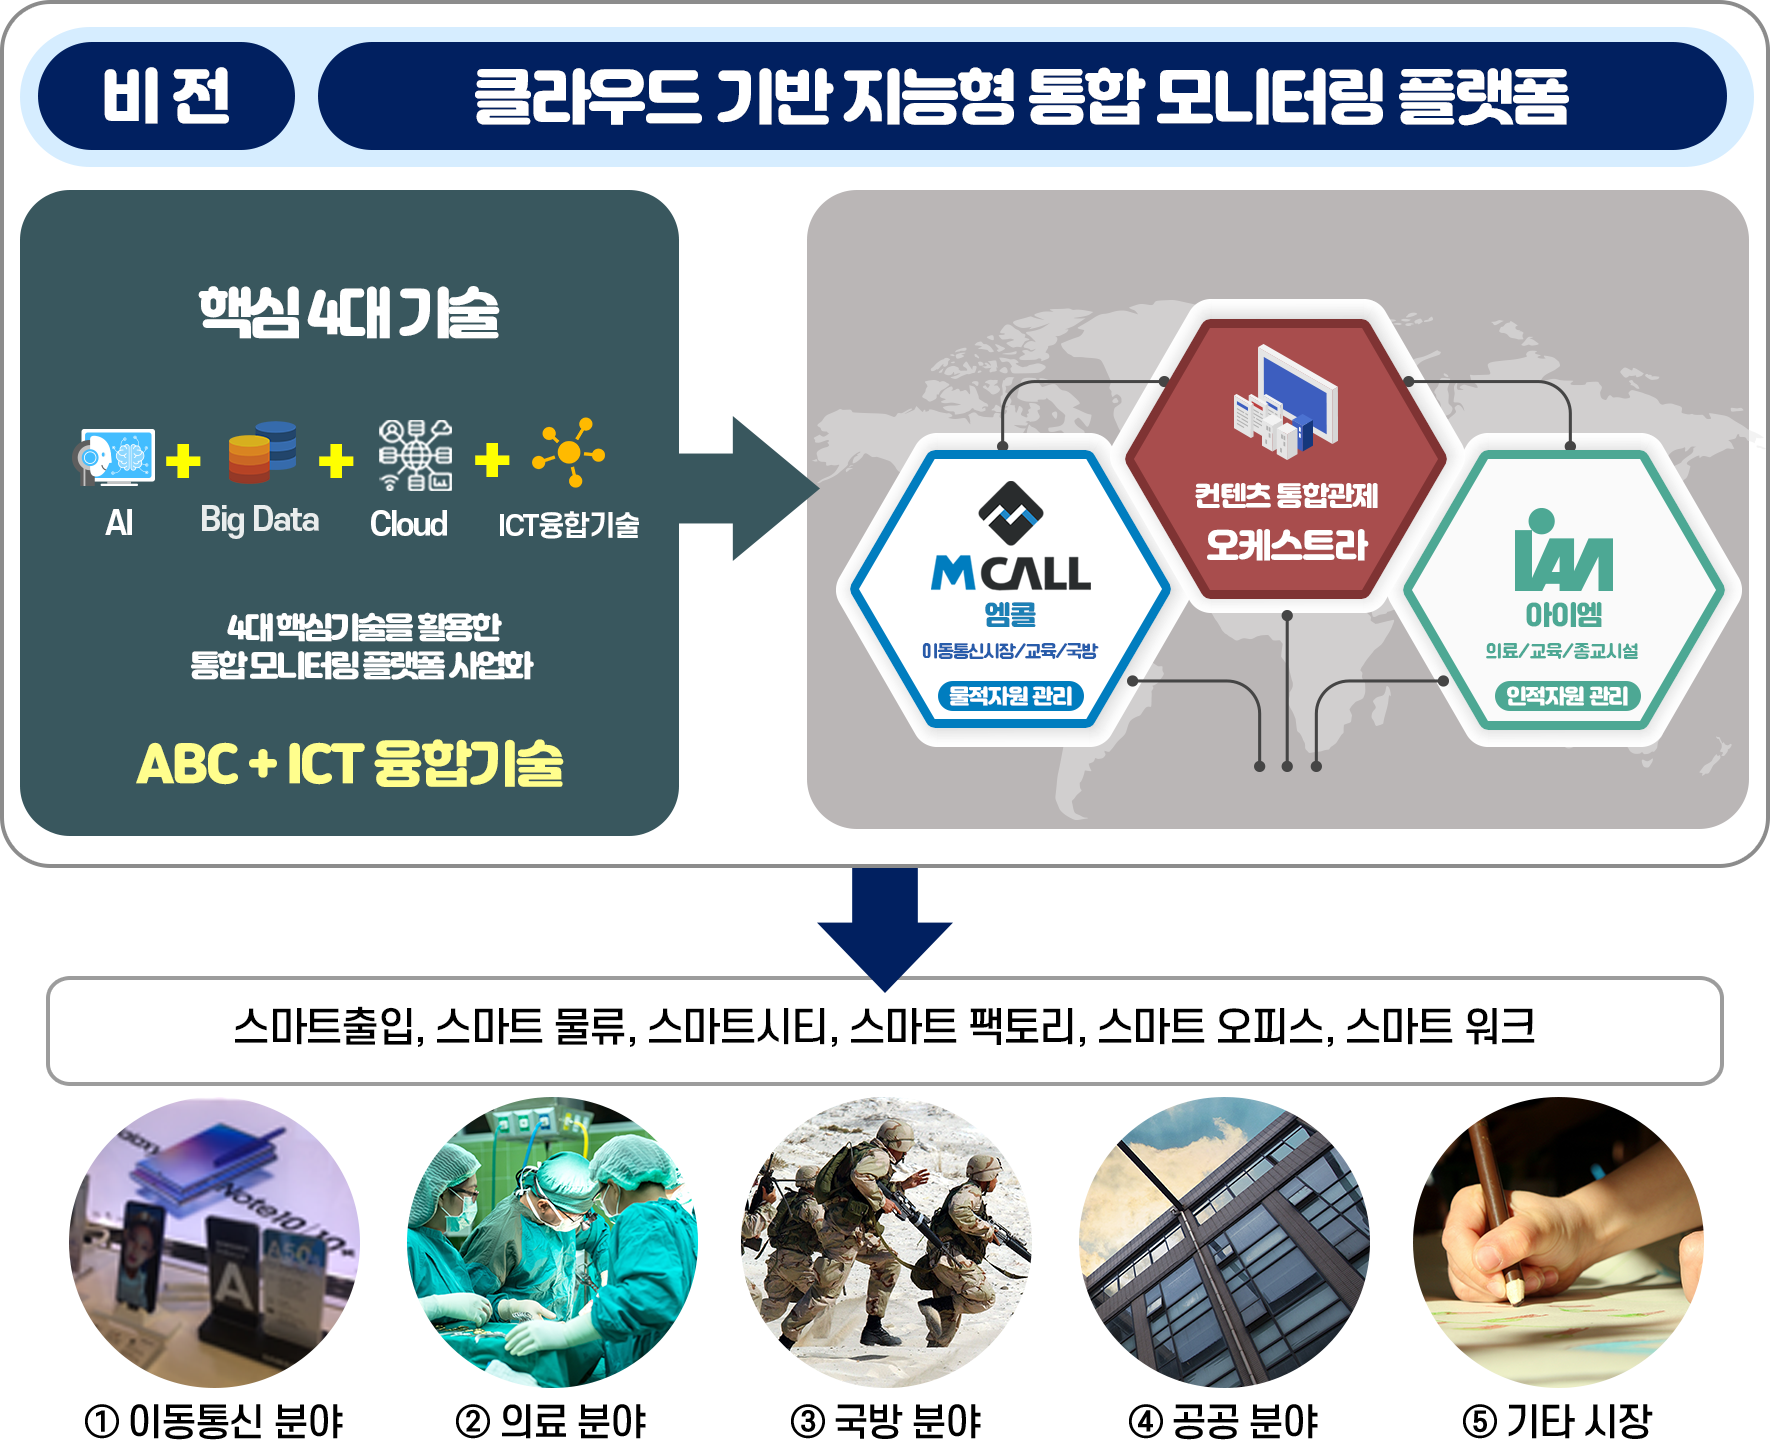 비 전
클라우드 기반 지능형 통합 모니터링 플랫폼
핵심 4대 기술
AI
Big Data
Cloud
ICT융합기술
4대 핵심기술을 활용한
통합 모니터링 플랫폼 사업화
ABC + ICT 융합기술
컨텐츠 통합관제
오케스트라
MCALL
엠콜
이동통신시장/교육/국방
물적자원 관리
IAM
아이엠
의료/교육/종교시설
인적자원 관리
스마트출입, 스마트 물류, 스마트시티, 스마트 팩토리, 스마트 오피스, 스마트 워크
alaxy
Note10/10+
A50
A
① 이동통신 분야
② 의료 분야
③ 국방 분야
④ 공공 분야
⑤ 기타 시장